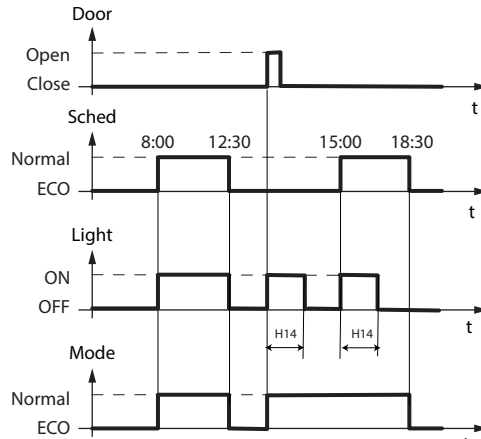 Door
Open
Close
t
Sched
8:00 12:30 15:00 18:30
Normal
ECO
t
Light
ON
OFF
t
H14 H14
Mode
Normal
ECO